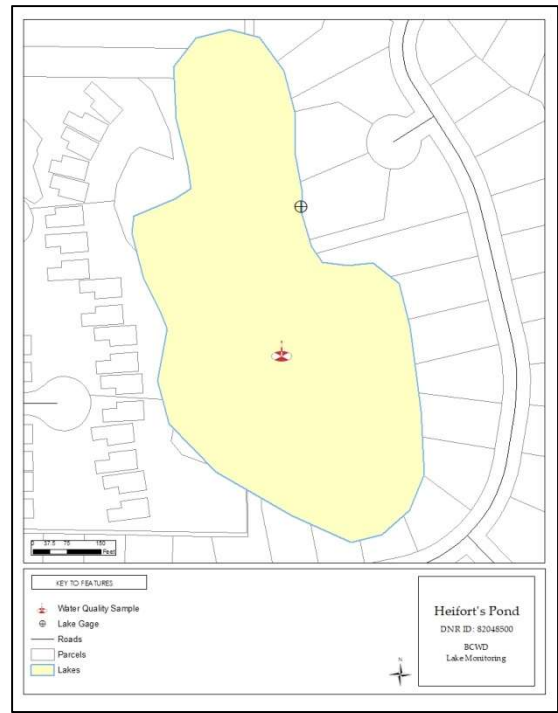 0 37.5 75 150
Feet
KEY TO FEATURES
Water Quality Sample
Lake Gage
Roads
Parcels
Lakes
N
Heifort's Pond
DNR ID: 82048500
BCWD
Lake Monitoring